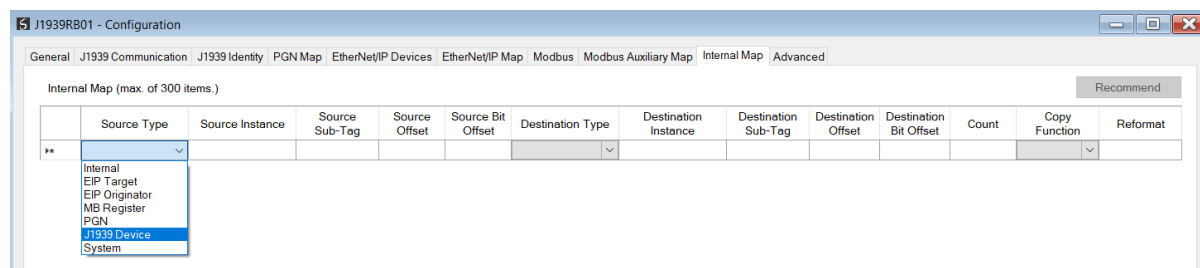 J1939RB01 - Configuration
General J1939 Communication J1939 Identity PGN Map EtherNet/IP Devices EtherNet/IP Map Modbus Modbus Auxiliary Map Internal Map Advanced
Internal Map (max. of 300 items.) Recommend
Source Type Source Instance Source Sub-Tag Source Offset Source Bit Offset Destination Type Destination Instance Destination Sub-Tag Destination Offset Destination Bit Offset Count Copy Function Reformat
Internal
EIP Target
EIP Originator
MB Register
PGN
J1939 Device
System